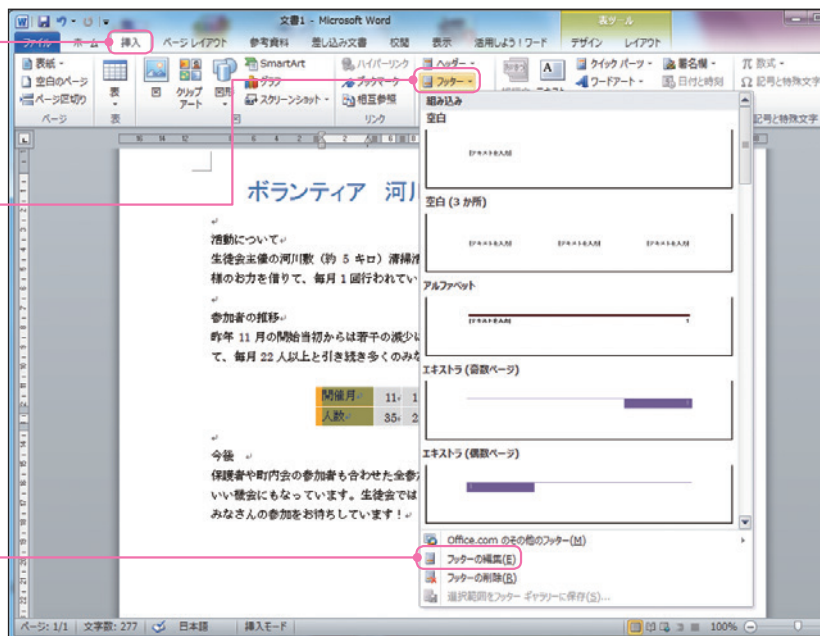 文書1 - Microsoft Word
表ツール
ファイル ホーム 挿入 ページ レイアウト 参考資料 差し込み文書 校閲 表示 活用しよう!ワード デザイン レイアウト
表紙 SmartArt ハイパーリンク ヘッダー クイック パーツ 署名欄 π 数式
空白のページ 表 図 クリップアート 図形 グラフ ブックマーク フッター A ワードアート 日付と時刻 Ω 記号と特殊文字
ページ区切り スクリーンショット 相互参照
ページ 表 図 リンク 記号と特殊文字
組み込み
空白
[テキストを入力]
空白 (3 か所)
[テキストを入力] [テキストを入力] [テキストを入力]
アルファベット
[テキストを入力]
エキストラ (奇数ページ)
エキストラ (偶数ページ)
Office.com のその他のフッター(M)
フッターの編集(E)
フッターの削除(R)
選択範囲をフッター ギャラリーに保存(S)...
ボランティア 河川
活動について
生徒会主催の河川敷(約 5 キロ)清掃活
様のお力を借りて、毎月 1 回行われてい
参加者の推移
昨年 11 月の開始当初からは若干の減少
て、毎月 22 人以上と引き続き多くのみな
開催月 11 1
人数 35 2
今後
保護者や町内会の参加者も合わせた全参
いい機会にもなっています。生徒会では
みなさんの参加をお待ちしています!
ページ: 1/1 文字数: 277 日本語 挿入モード 100%